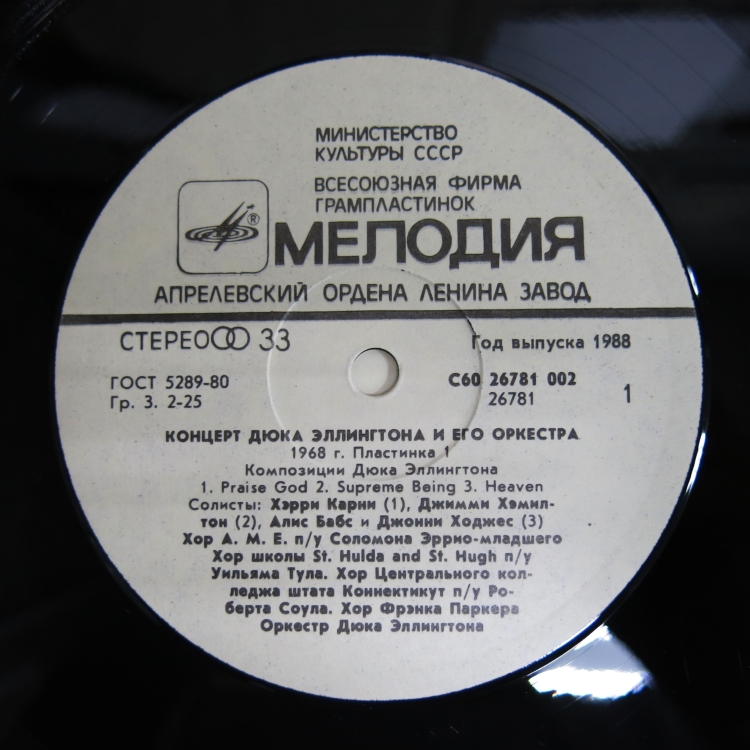 МИНИСТЕРСТВО
КУЛЬТУРЫ СССР
ВСЕСОЮЗНАЯ ФИРМА
ГРАМПЛАСТИНОК
®
МЕЛОДИЯ
АПРЕЛЕВСКИЙ ОРДЕНА ЛЕНИНА ЗАВОД
СТЕРЕО 33
Год выпуска 1988
ГОСТ 5289-80
С60 26781 002
Гр. 3. 2-25
26781
1
КОНЦЕРТ ДЮКА ЭЛЛИНГТОНА И ЕГО ОРКЕСТРА
1968 г. Пластинка 1
Композиции Дюка Эллингтона
1. Praise God 2. Supreme Being 3. Heaven
Солисты: Хэрри Карни (1), Джимми Хэмил-
тон (2), Алис Бабс и Джонни Ходжес (3)
Хор А. М. Е. п/у Соломона Эррио-младшего
Хор школы St. Hulda and St. Hugh п/у
Уильяма Тула. Хор Центрального кол-
леджа штата Коннектикут п/у Ро-
берта Соула. Хор Фрэнка Паркера
Оркестр Дюка Эллингтона